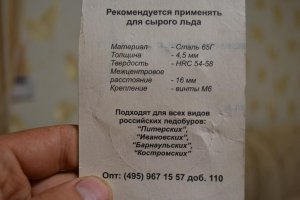 Рекомендуется применять
для сырого льда
Материал - Сталь 65Г
Толщина - 4,5 мм
Твердость - HRC 54-58
Межцентровое
расстояние - 16 мм
Крепление - винты М6
Подходят для всех видов
российских ледобуров:
"Питерских",
"Ивановских",
"Барнаульских",
"Костромских"
Опт: (495) 967 15 57 доб. 110